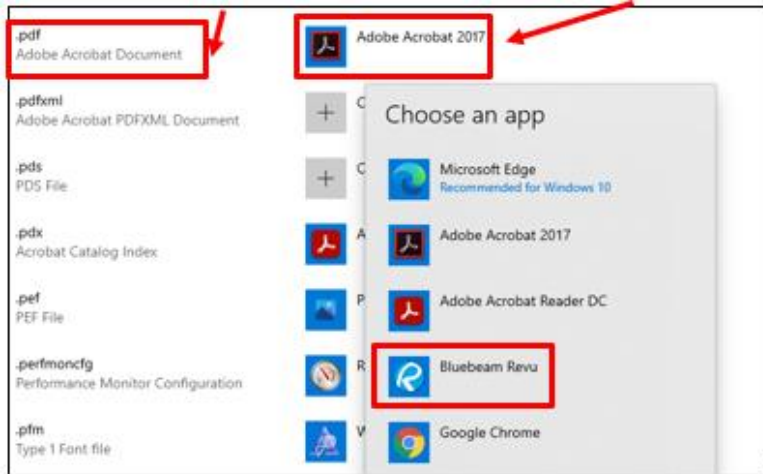 .pdf
Adobe Acrobat Document
Adobe Acrobat 2017
.pdfxml
Adobe Acrobat PDFXML Document
C
.pds
PDS File
C
.pdx
Acrobat Catalog Index
A
.pef
PEF File
P
.perfmoncfg
Performance Monitor Configuration
R
.pfm
Type 1 Font file
W
Choose an app
Microsoft Edge
Recommended for Windows 10
Adobe Acrobat 2017
Adobe Acrobat Reader DC
Bluebeam Revu
Google Chrome